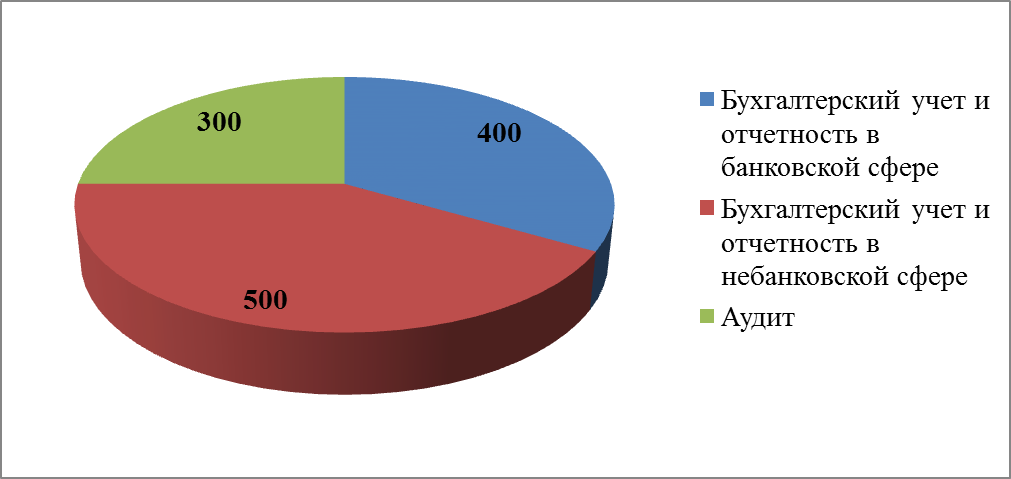 300
400
500
Бухгалтерский учет и
отчетность в
банковской сфере
Бухгалтерский учет и
отчетность в
небанковской сфере
Аудит